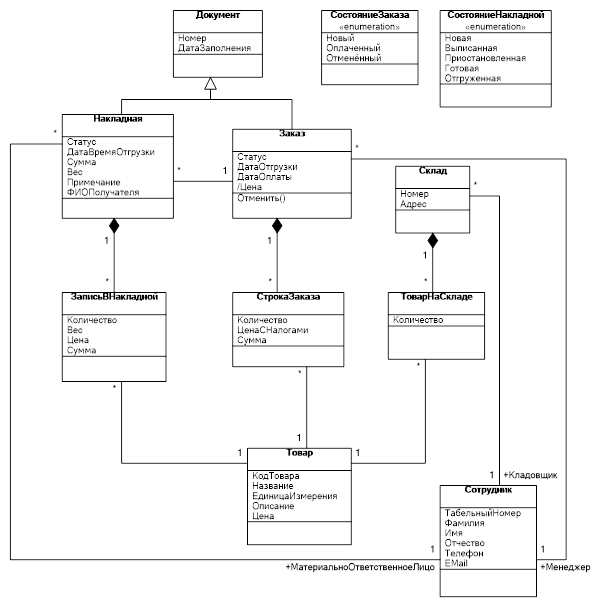 Документ
Номер
ДатаЗаполнения
СостояниеЗаказа
«enumeration»
Новый
Оплаченный
Отменённый
СостояниеНакладной
«enumeration»
Новая
Выписанная
Приостановленная
Готовая
Отгруженная
Накладная
Статус
ДатаВремяОтгрузки
Сумма
Вес
Примечание
ФИОПолучателя
Заказ
Статус
ДатаОтгрузки
ДатаОплаты
/Цена
Отменить()
Склад
Номер
Адрес
*
*
1
*
*
1
*
1
*
1
*
ЗаписьВНакладной
Количество
Вес
Цена
Сумма
СтрокаЗаказа
Количество
ЦенаСНалогами
Сумма
ТоварНаСкладе
Количество
*
*
*
1
1
1
Товар
КодТовара
Название
ЕдиницаИзмерения
Описание
Цена
1
+Кладовщик
Сотрудник
ТабельныйНомер
Фамилия
Имя
Отчество
Телефон
EMail
1
+МатериальноОтветственноеЛицо
1
+Менеджер